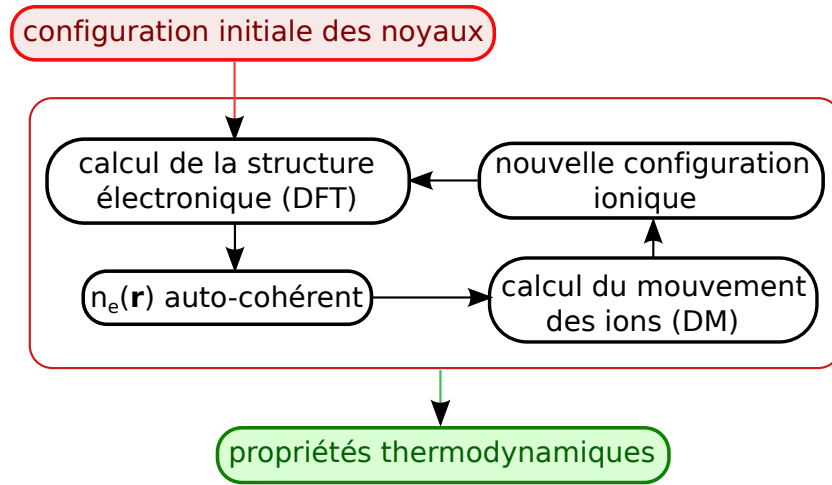 configuration initiale des noyaux
calcul de la structure
électronique (DFT)
nouvelle configuration
ionique
nₑ(r) auto-cohérent
calcul du mouvement
des ions (DM)
propriétés thermodynamiques